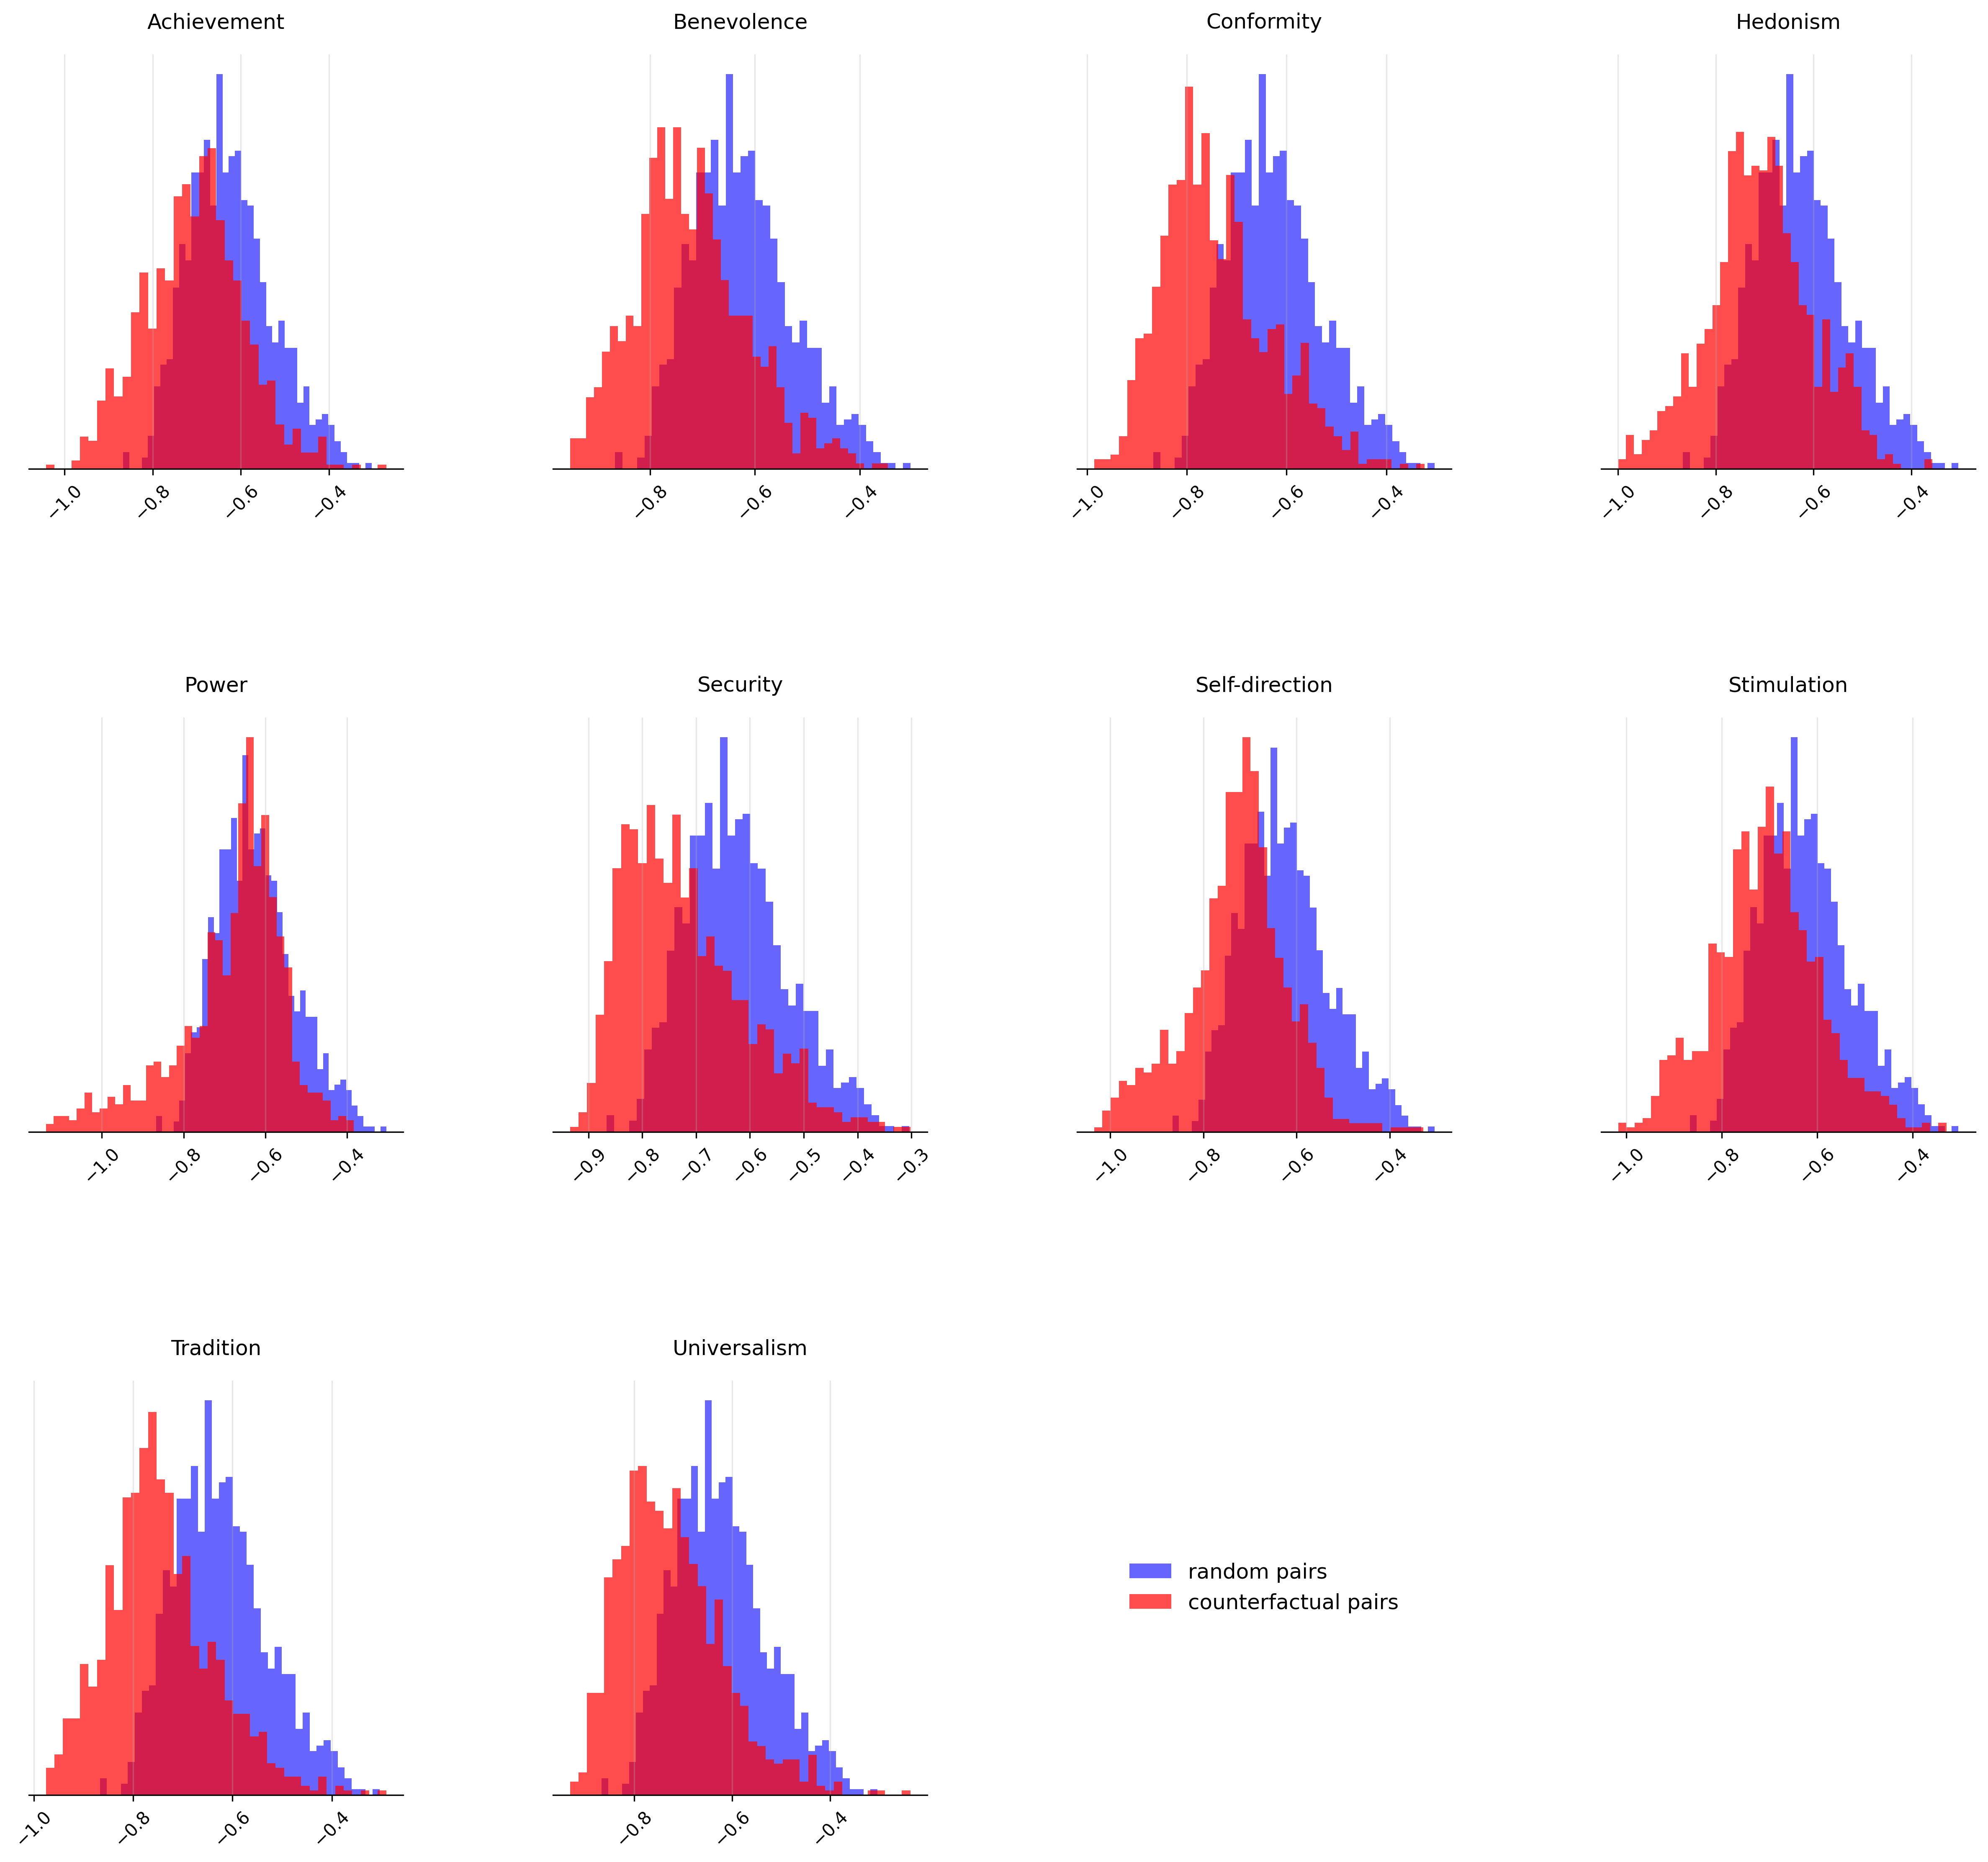 Achievement
Benevolence
Conformity
Hedonism
−1.0 −0.8 −0.6 −0.4
−0.8 −0.6 −0.4
−1.0 −0.8 −0.6 −0.4
−1.0 −0.8 −0.6 −0.4
Power
Security
Self-direction
Stimulation
−1.0 −0.8 −0.6 −0.4
−0.9 −0.8 −0.7 −0.6 −0.5 −0.4 −0.3
−1.0 −0.8 −0.6 −0.4
−1.0 −0.8 −0.6 −0.4
Tradition
Universalism
−1.0 −0.8 −0.6 −0.4
−0.8 −0.6 −0.4
random pairs
counterfactual pairs